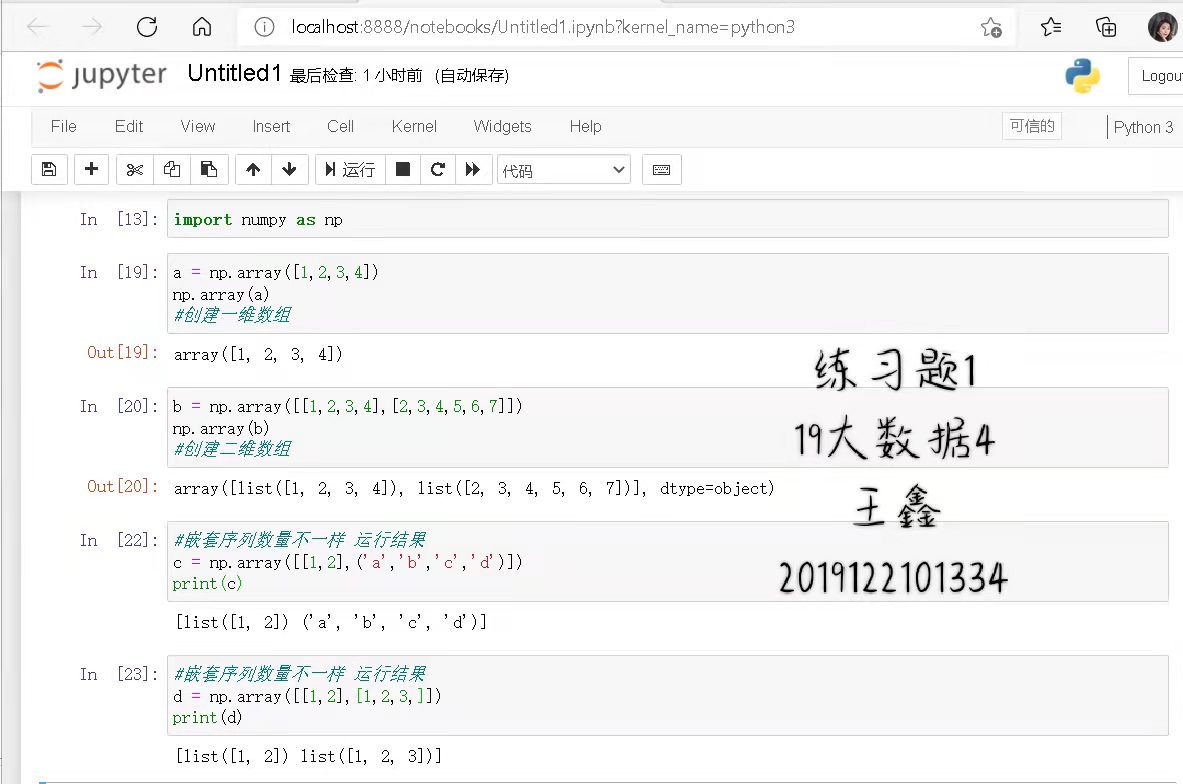 localhost:8888/notebooks/Untitled1.ipynb?kernel_name=python3
jupyter Untitled1 最后检查: 1 小时前 (自动保存)
Logou
File Edit View Insert Cell Kernel Widgets Help 可信的 Python 3
运行 代码
In [13]: import numpy as np
In [19]: a = np.array([1,2,3,4])
np.array(a)
#创建一维数组
Out[19]: array([1, 2, 3, 4])
练习题1
In [20]: b = np.array([[1,2,3,4],[2,3,4,5,6,7]])
np.array(b)
#创建二维数组
19大数据4
Out[20]: array([list([1, 2, 3, 4]), list([2, 3, 4, 5, 6, 7])], dtype=object)
王鑫
In [22]: #嵌套序列数量不一样 运行结果
c = np.array([[1,2],('a','b','c','d')])
print(c)
2019122101334
[list([1, 2]) ('a', 'b', 'c', 'd')]
In [23]: #嵌套序列数量不一样 运行结果
d = np.array([[1,2],[1,2,3,]])
print(d)
[list([1, 2]) list([1, 2, 3])]